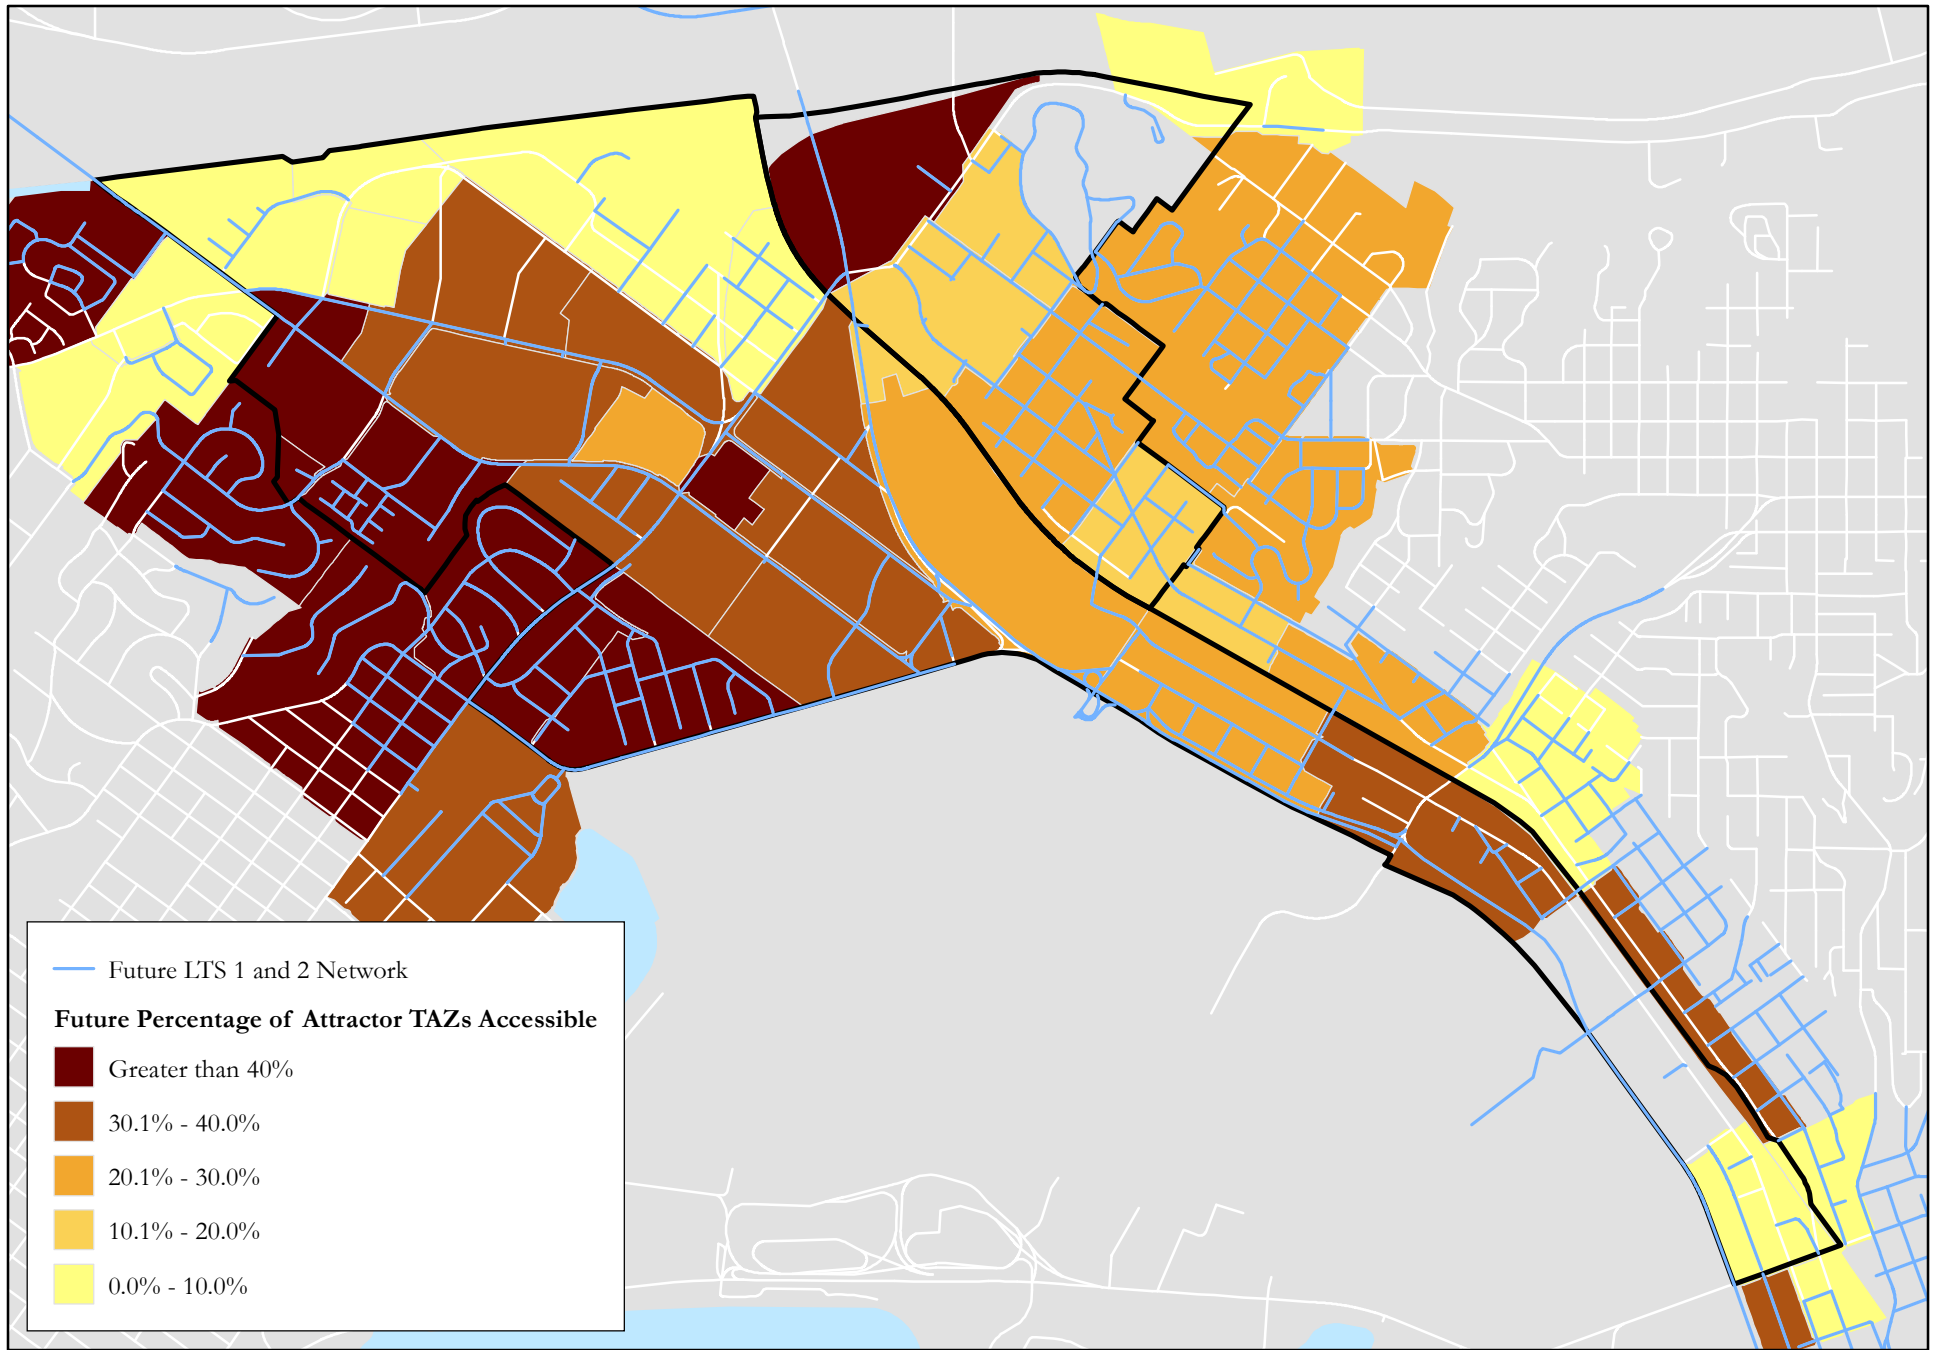 Future LTS 1 and 2 Network
Future Percentage of Attractor TAZs Accessible
Greater than 40%
30.1% - 40.0%
20.1% - 30.0%
10.1% - 20.0%
0.0% - 10.0%